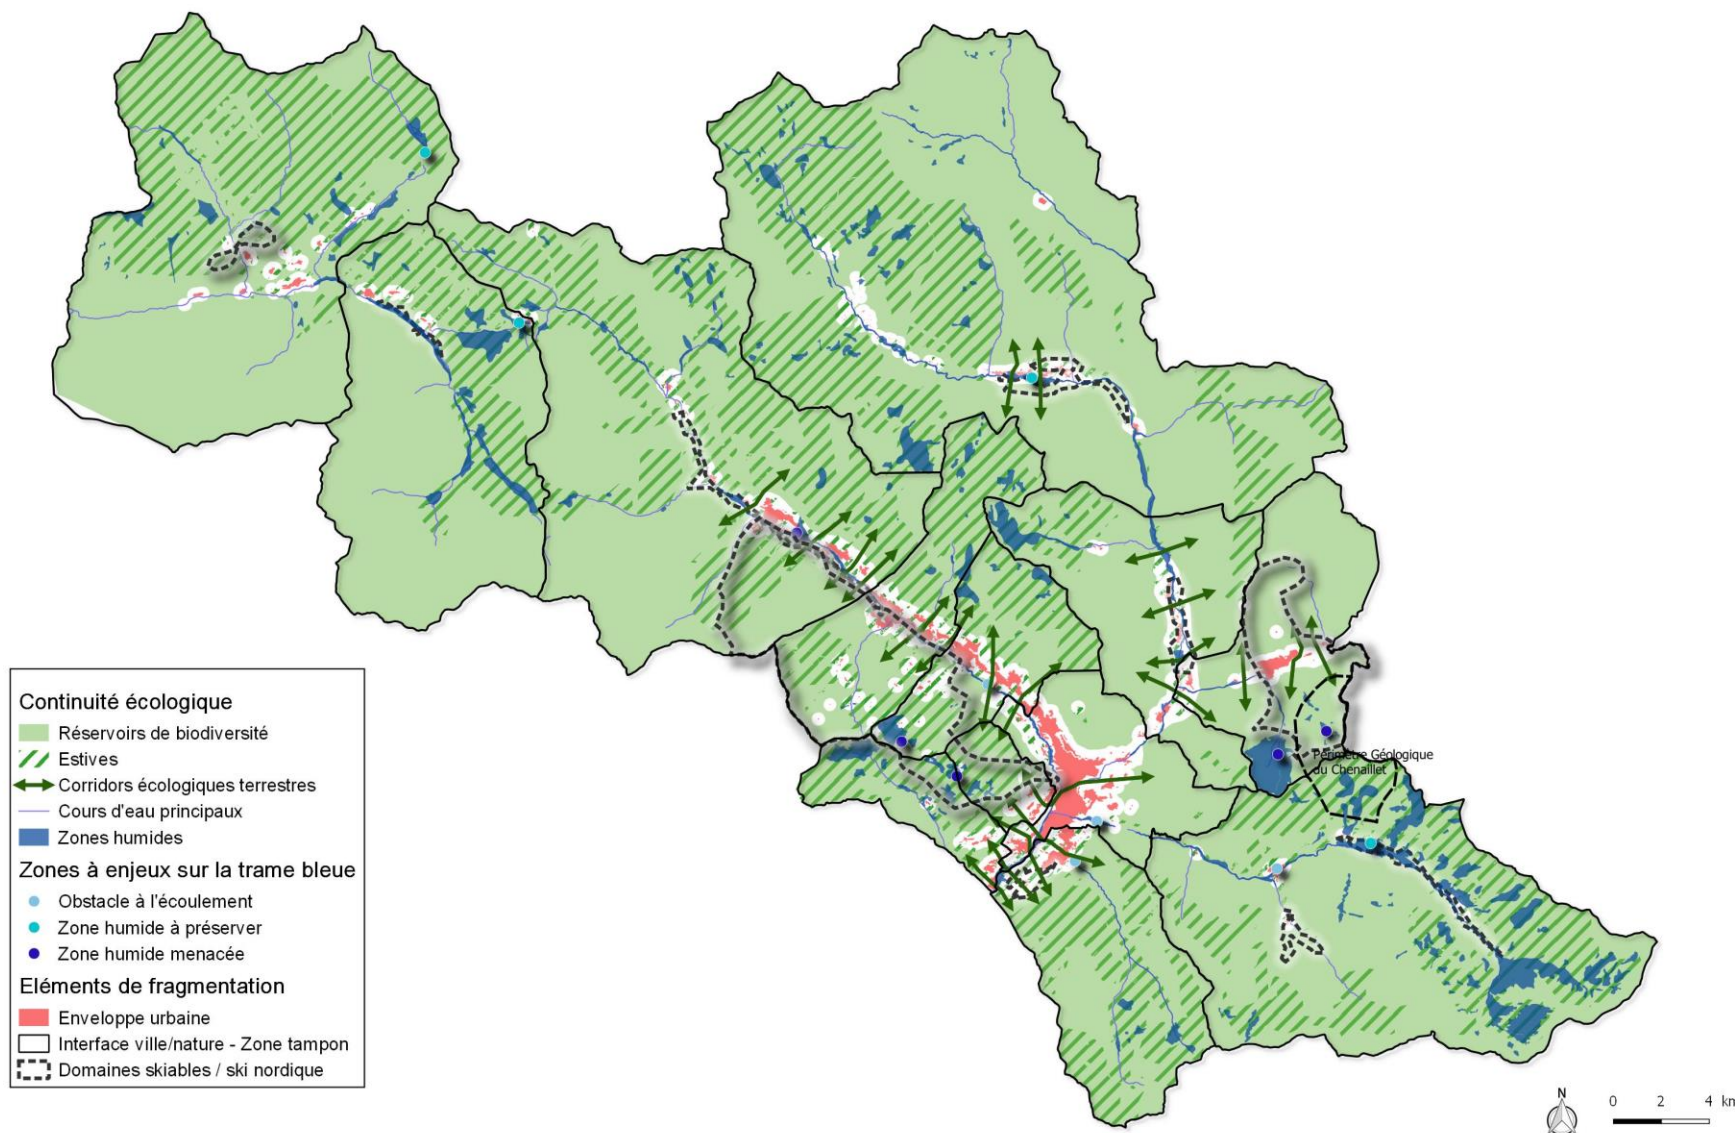 Continuité écologique
Réservoirs de biodiversité
Estives
Corridors écologiques terrestres
Cours d'eau principaux
Zones humides
Zones à enjeux sur la trame bleue
Obstacle à l'écoulement
Zone humide à préserver
Zone humide menacée
Eléments de fragmentation
Enveloppe urbaine
Interface ville/nature - Zone tampon
Domaines skiables / ski nordique
Périmètre Géologique
du Chenaillet
N
0 2 4 km